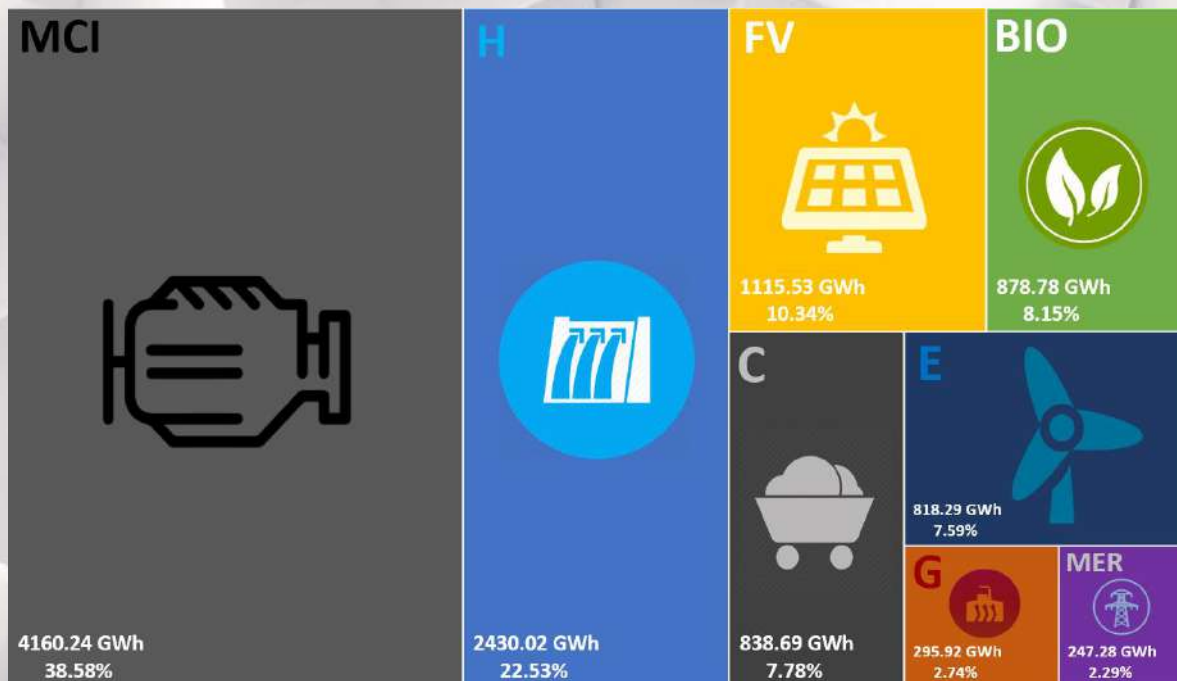 MCI
4160.24 GWh
38.58%
H
2430.02 GWh
22.53%
FV
1115.53 GWh
10.34%
BIO
878.78 GWh
8.15%
C
838.69 GWh
7.78%
E
818.29 GWh
7.59%
G
295.92 GWh
2.74%
MER
247.28 GWh
2.29%